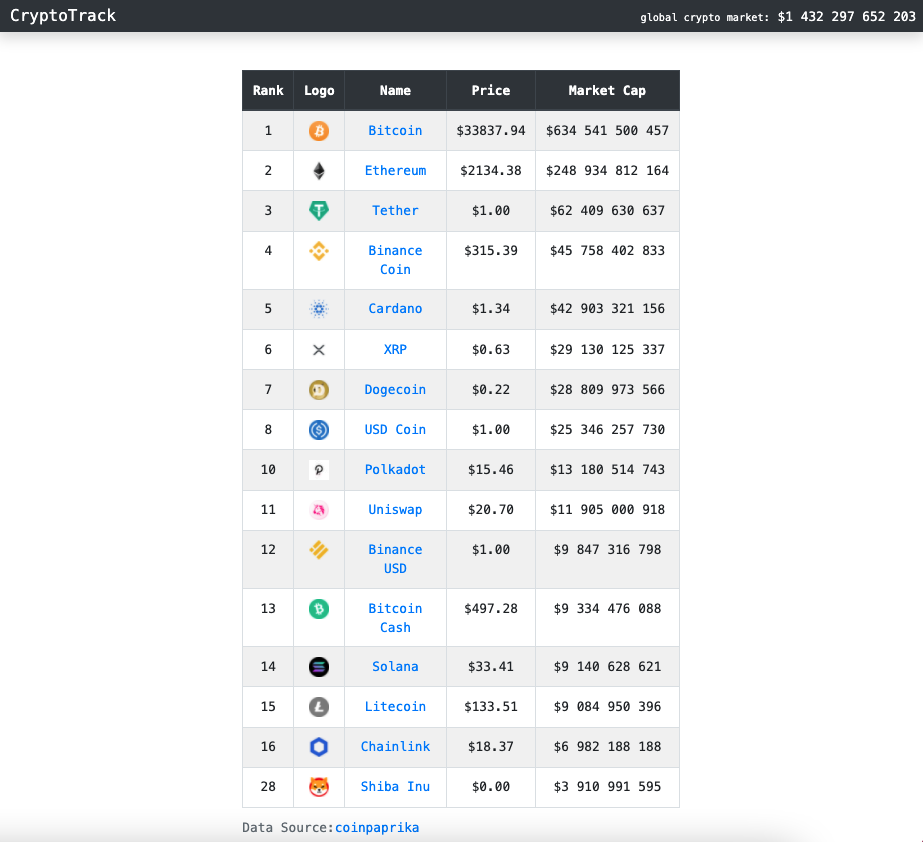 CryptoTrack
global crypto market: $1 432 297 652 203
Rank Logo Name Price Market Cap
1 Bitcoin $33837.94 $634 541 500 457
2 Ethereum $2134.38 $248 934 812 164
3 Tether $1.00 $62 409 630 637
4 Binance $315.39 $45 758 402 833
Coin
5 Cardano $1.34 $42 903 321 156
6 XRP $0.63 $29 130 125 337
7 Dogecoin $0.22 $28 809 973 566
8 USD Coin $1.00 $25 346 257 730
10 Polkadot $15.46 $13 180 514 743
11 Uniswap $20.70 $11 905 000 918
12 Binance $1.00 $9 847 316 798
USD
13 Bitcoin $497.28 $9 334 476 088
Cash
14 Solana $33.41 $9 140 628 621
15 Litecoin $133.51 $9 084 950 396
16 Chainlink $18.37 $6 982 188 188
28 Shiba Inu $0.00 $3 910 991 595
Data Source:coinpaprika